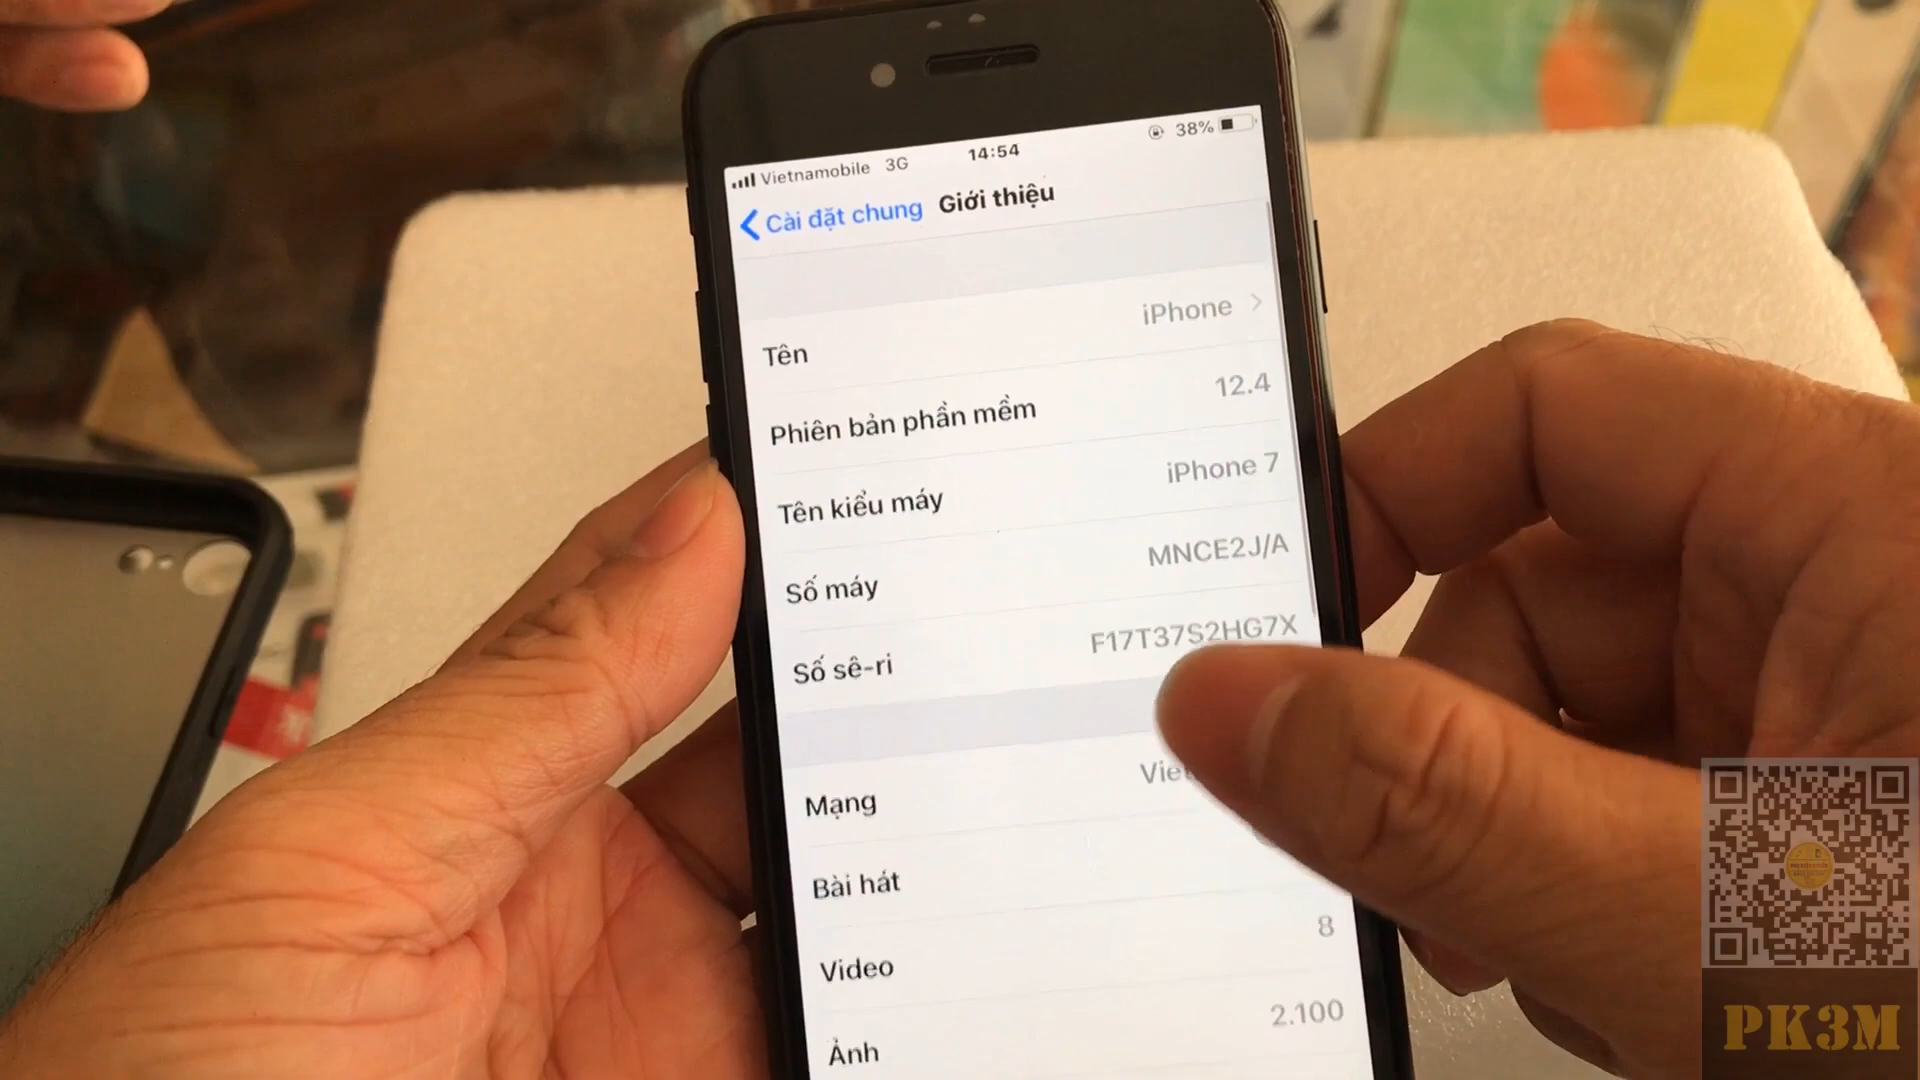 Vietnamobile 3G 14:54 38%
Cài đặt chung Giới thiệu
Tên iPhone
Phiên bản phần mềm 12.4
Tên kiểu máy iPhone 7
Số máy MNCE2J/A
Số sê-ri F17T37S2HG7X
Mạng
Bài hát
Video 8
Ảnh 2.100
PK3M